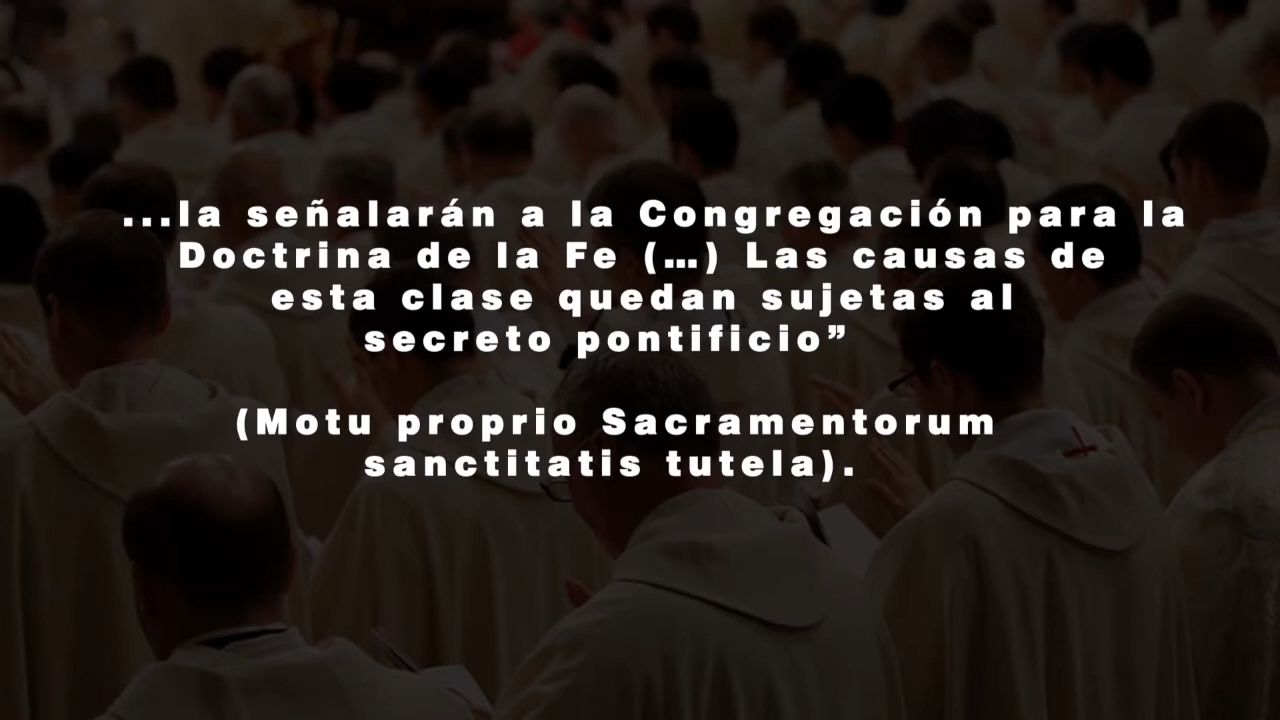 ...la señalarán a la Congregación para la
Doctrina de la Fe (...) Las causas de
esta clase quedan sujetas al
secreto pontificio”
(Motu proprio Sacramentorum
sanctitatis tutela).